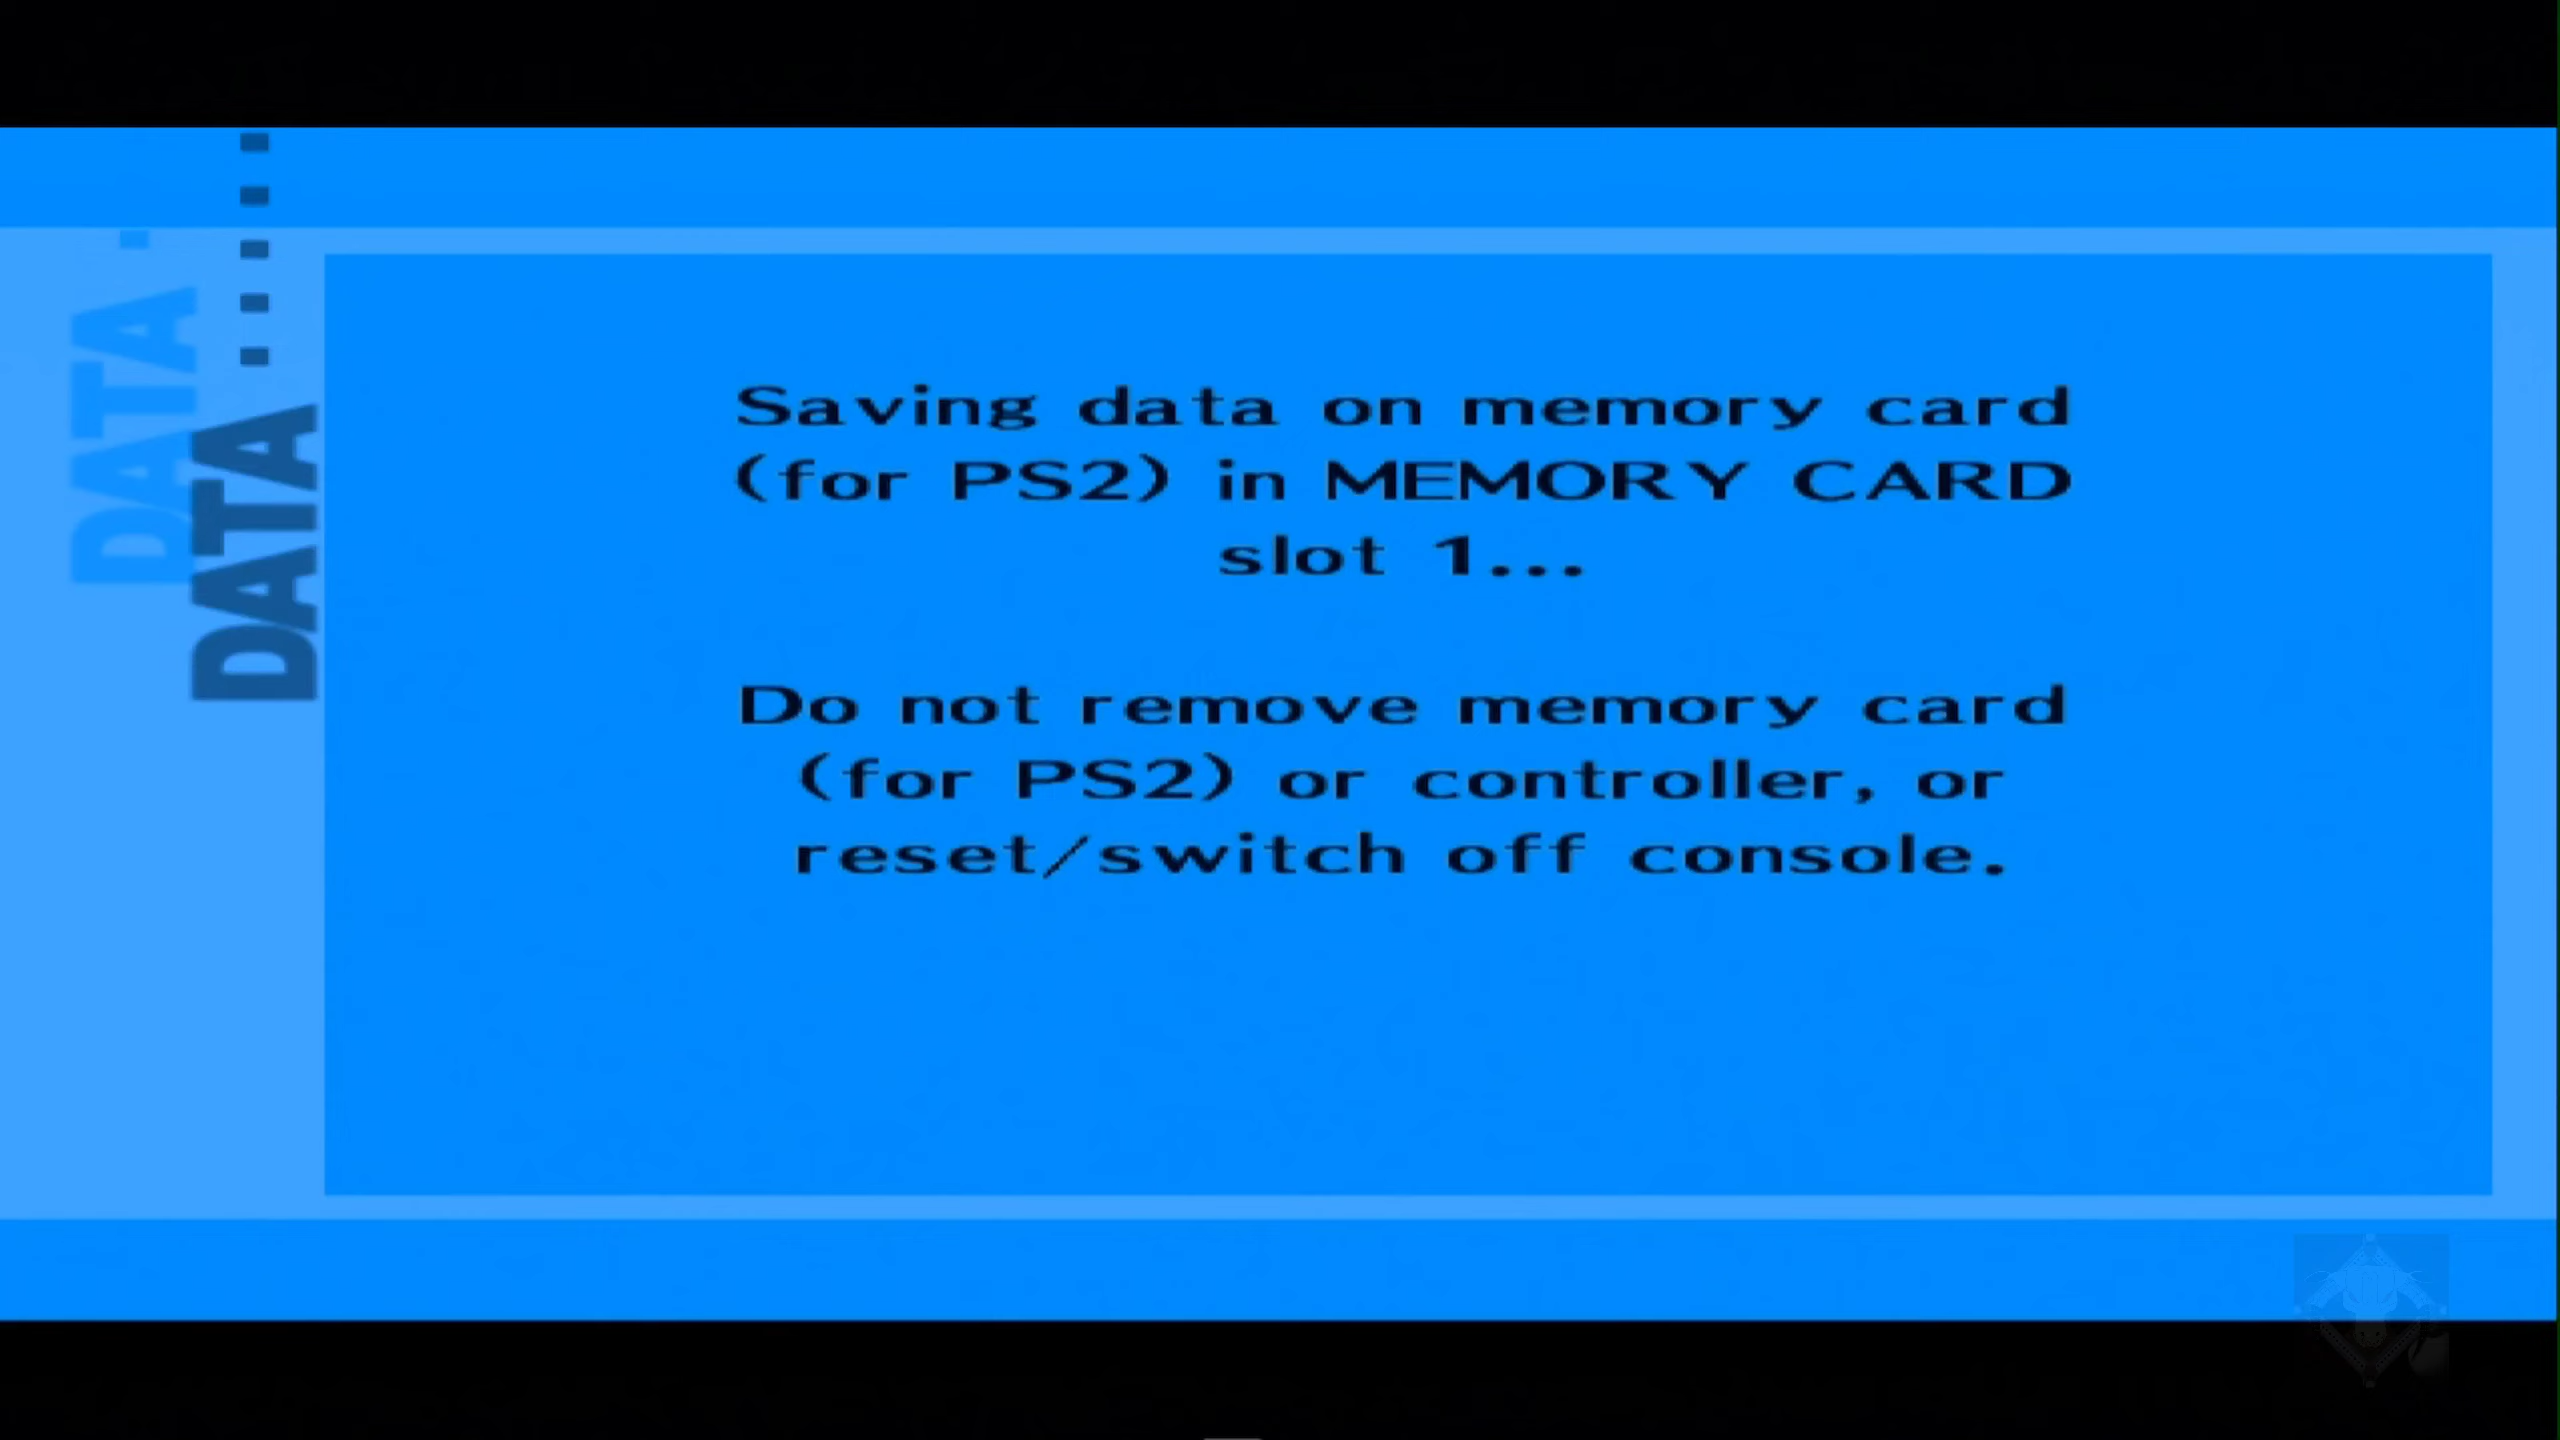 DATA.
DATA.....
Saving data on memory card
(for PS2) in MEMORY CARD
slot 1...
Do not remove memory card
(for PS2) or controller, or
reset/switch off console.